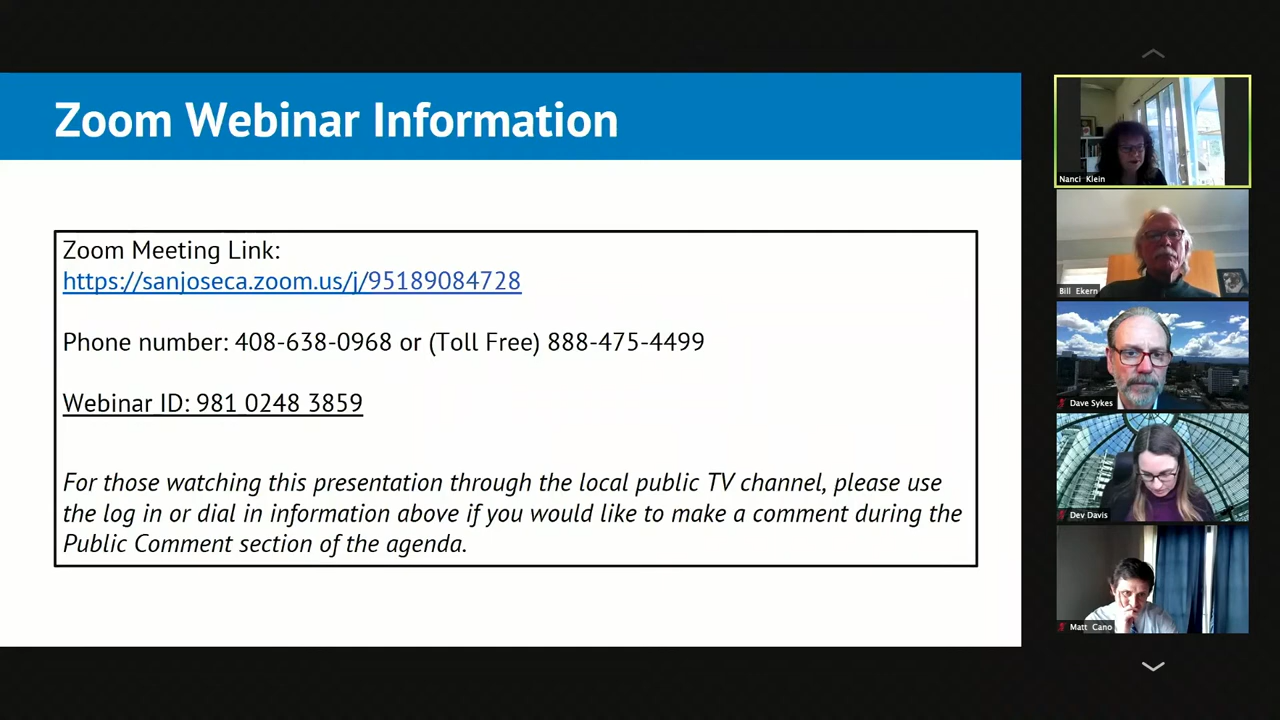 Zoom Webinar Information
Zoom Meeting Link:
https://sanjoseca.zoom.us/j/95189084728
Phone number: 408-638-0968 or (Toll Free) 888-475-4499
Webinar ID: 981 0248 3859
For those watching this presentation through the local public TV channel, please use
the log in or dial in information above if you would like to make a comment during the
Public Comment section of the agenda.
Nanci Klein
Bill Ekern
Dave Sykes
Dev Davis
Matt Cano